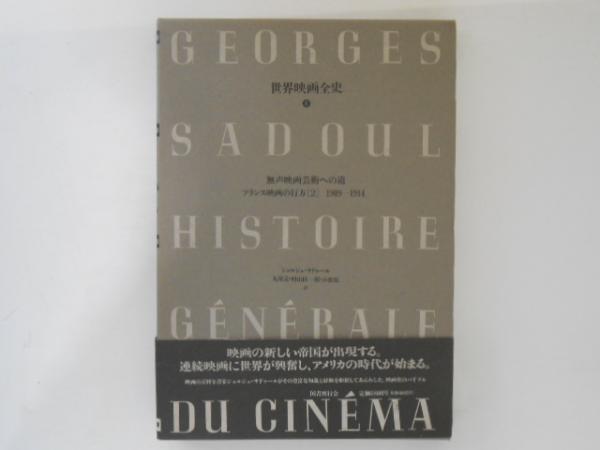 GEORGES
世界映画全史
SADOUL
無声映画芸術への道
フランス映画の行方[2] 1909–1914
HISTOIRE
ジョルジュ・サドゥール
GÉNÉRALE
映画の新しい帝国が出現する。
連続映画に世界が興奮し、アメリカの時代が始まる。
国書刊行会
DU CINÉMA